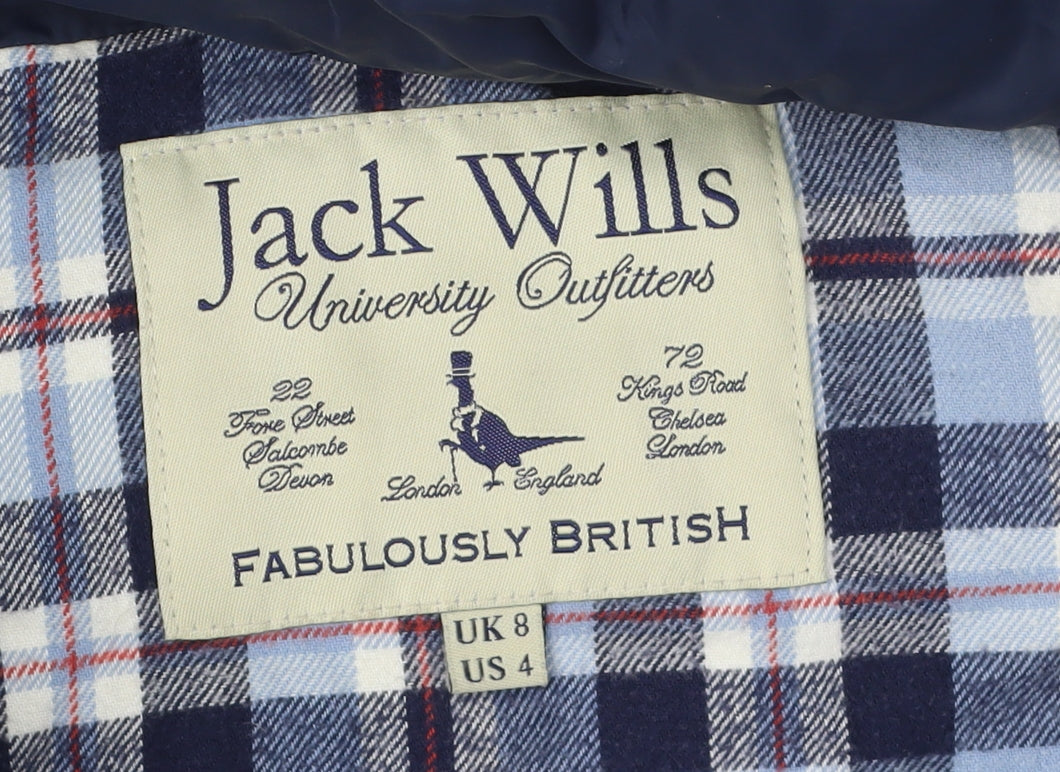 Jack Wills
University Outfitters
22
Fore Street
Salcombe
Devon
72
Kings Road
Chelsea
London
London England
FABULOUSLY BRITISH
UK 8
US 4